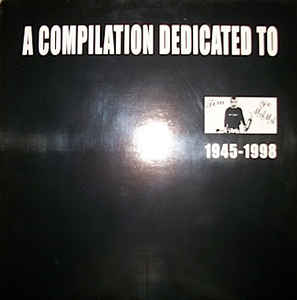 A COMPILATION DEDICATED TO
1945-1998